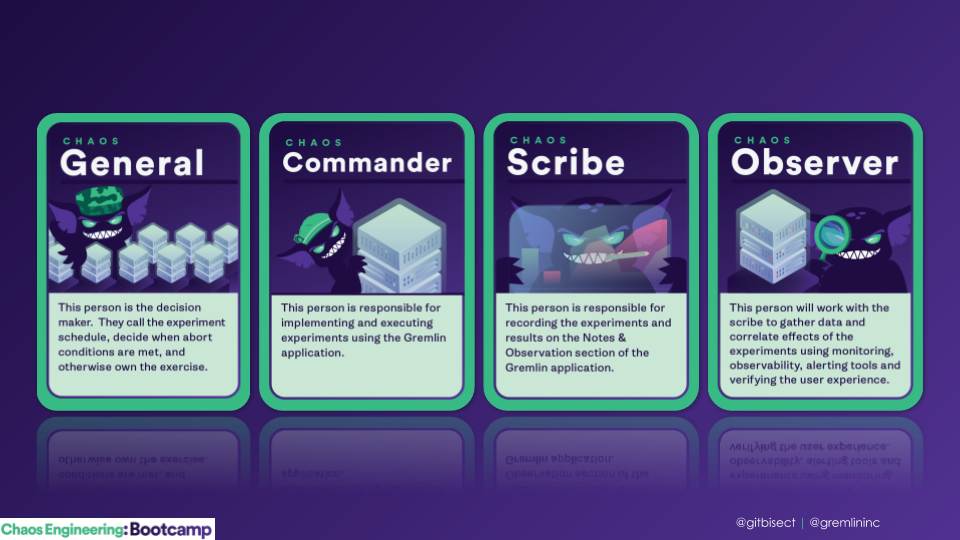 CHAOS
General
This person is the decision
maker. They call the experiment
schedule, decide when abort
conditions are met, and
otherwise own the exercise.
CHAOS
Commander
This person is responsible for
implementing and executing
experiments using the Gremlin
application.
CHAOS
Scribe
This person is responsible for
recording the experiments and
results on the Notes &
Observation section of the
Gremlin application.
CHAOS
Observer
This person will work with the
scribe to gather data and
correlate effects of the
experiments using monitoring,
observability, alerting tools and
verifying the user experience.
Chaos Engineering: Bootcamp
@gitbisect | @gremlininc